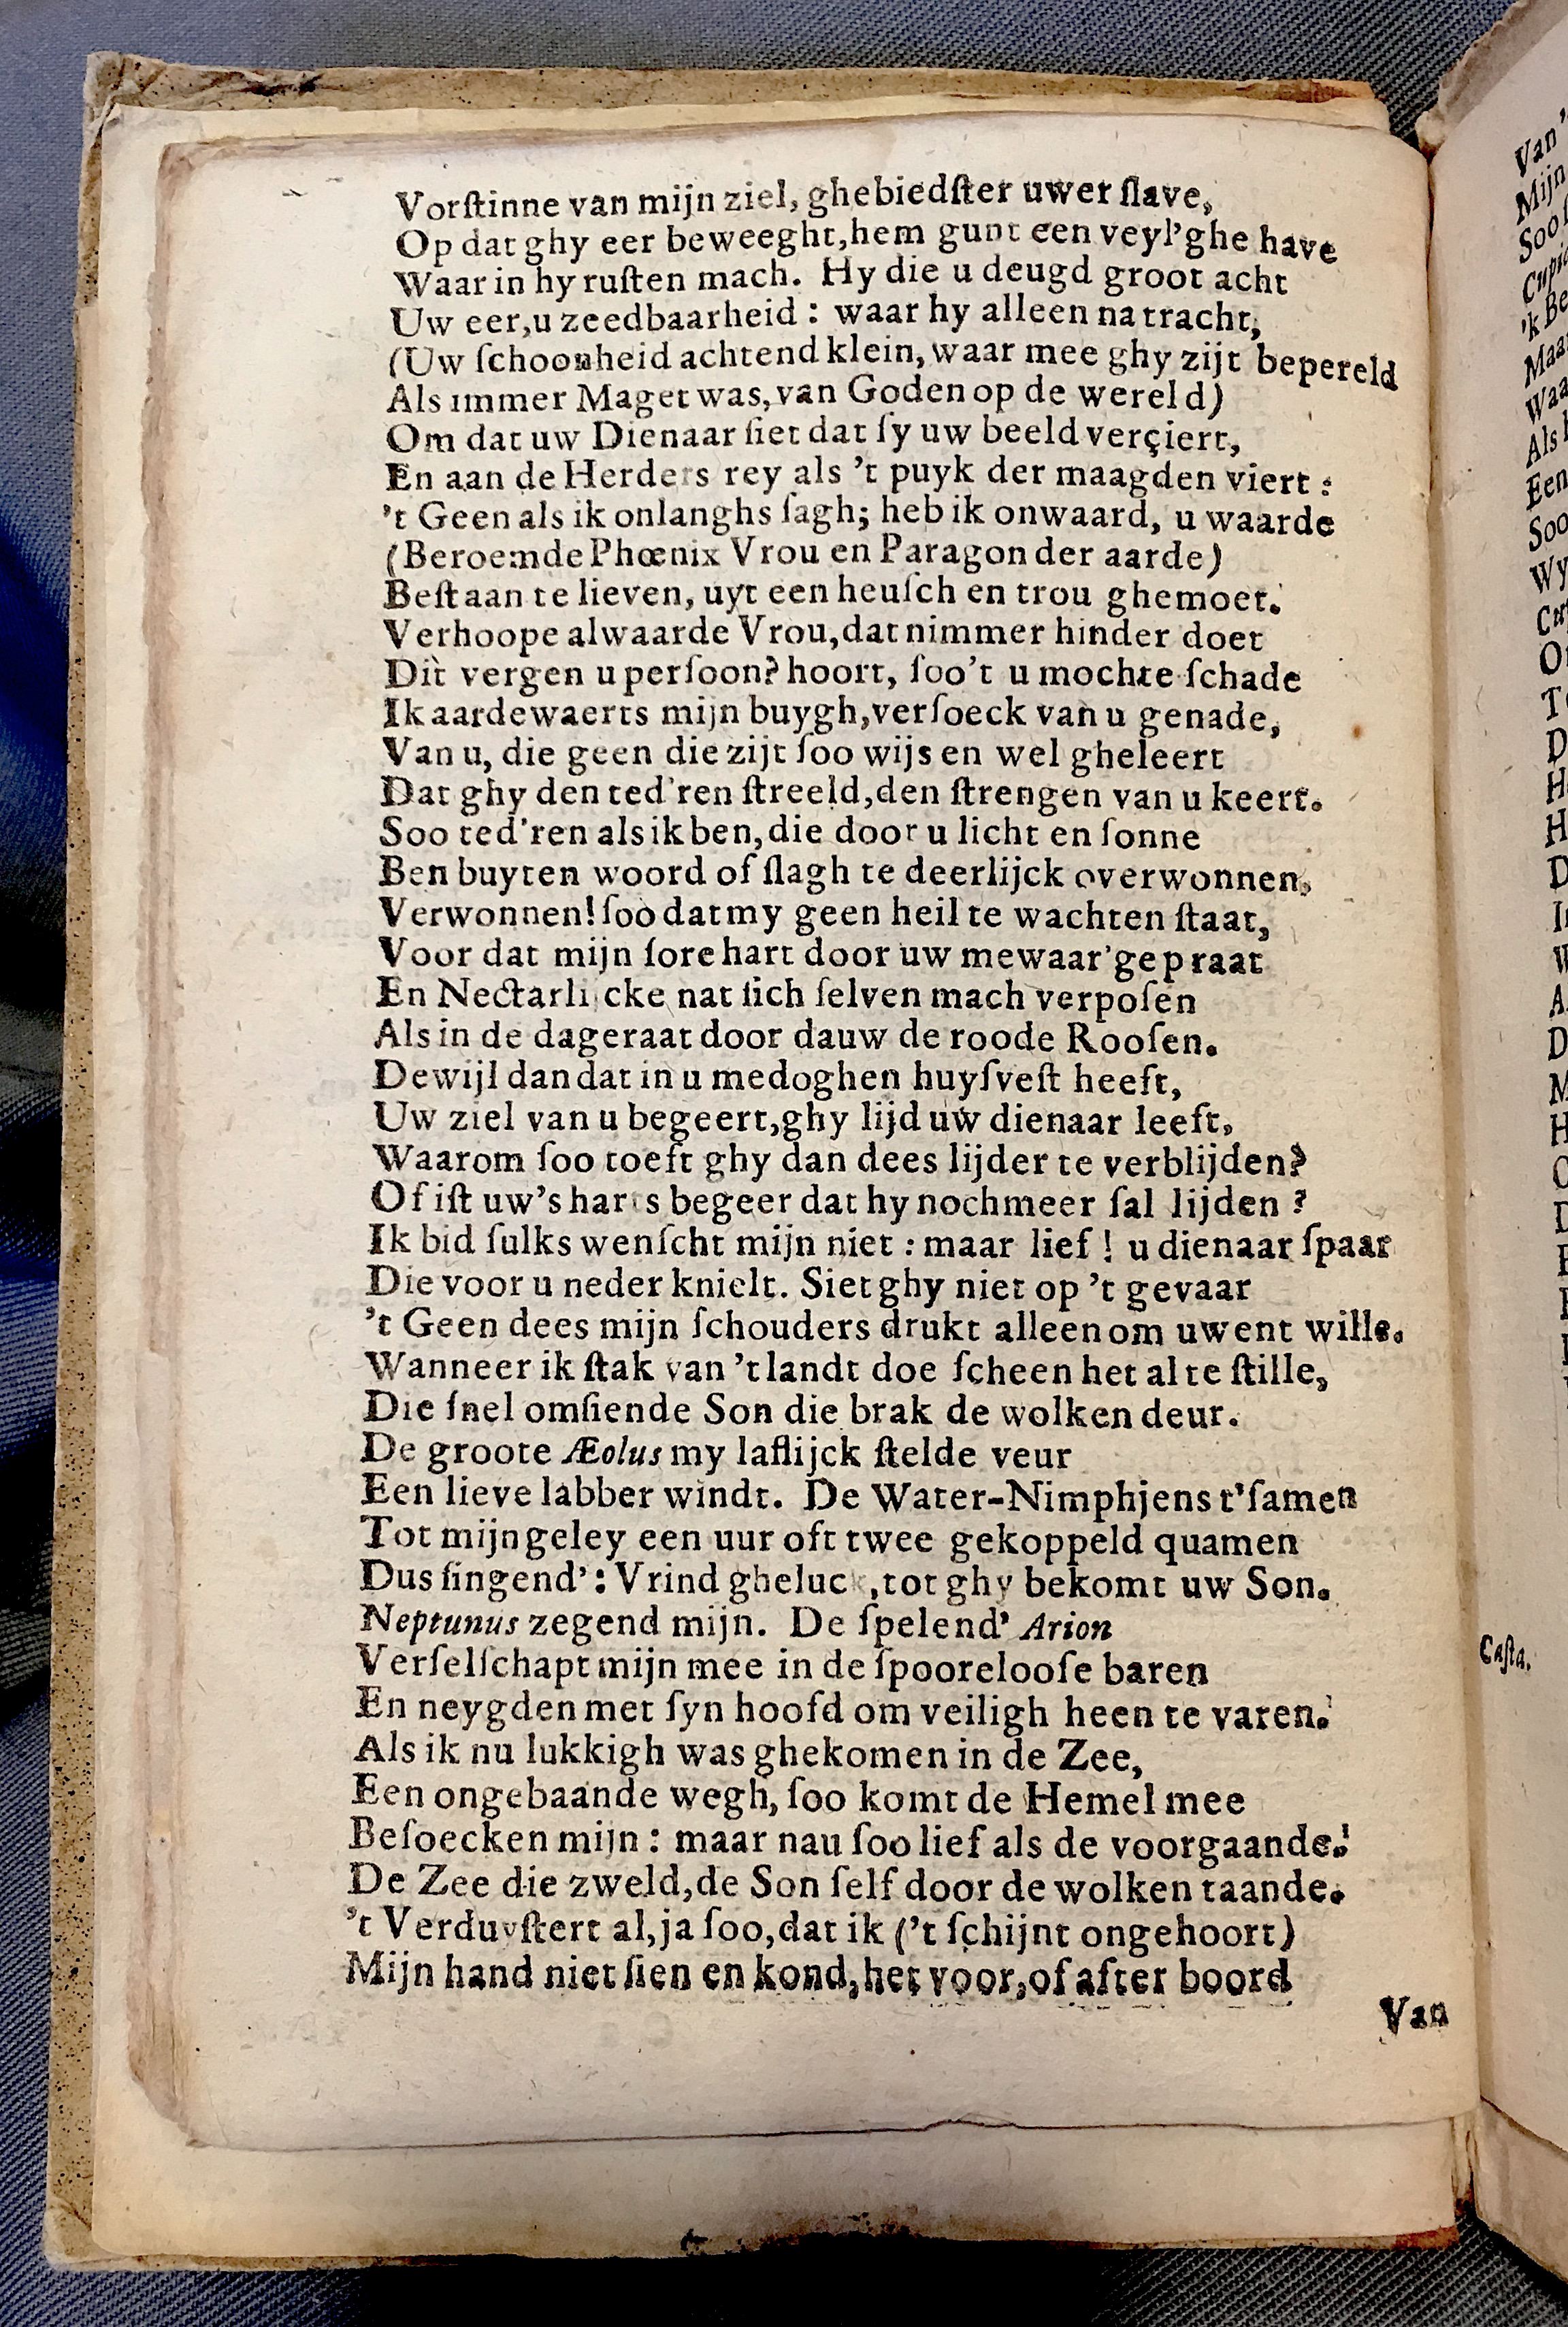 Vorſtinne van mijn ziel, ghebiedſter uwer ſlave,
Op dat ghy eer beweeght, hem gunt een veyl'ghe have
Waar in hy ruſten mach. Hy die u deugd groot acht
Uw eer, u zeedbaarheid : waar hy alleen na tracht,
(Uw ſchoonheid achtend klein, waar mee ghy zijt bepereld
Als immer Maget was, van Goden op de wereld)
Om dat uw Dienaar ſiet dat ſy uw beeld verçiert,
En aan de Herders rey als 't puyk der maagden viert :
't Geen als ik onlanghs ſagh; heb ik onwaard, u waarde
(Beroemde Phœnix Vrou en Paragon der aarde)
Beſtaan te lieven, uyt een heuſch en trou ghemoet.
Verhoope alwaarde Vrou, dat nimmer hinder doet
Dit vergen u perſoon? hoort, ſoo't u mochte ſchade
Ik aardewaerts mijn buygh, verſoeck van u genade,
Van u, die geen die zijt ſoo wijs en wel gheleert
Dat ghy den ted'ren ſtreeld, den ſtrengen van u keert.
Soo ted'ren als ik ben, die door u licht en ſonne
Ben buyten woord of ſlagh te deerlijck overwonnen,
Verwonnen! ſoo dat my geen heil te wachten ſtaat,
Voor dat mijn ſore hart door uw mewaar'ge praat
En Nectarlicke nat ſich ſelven mach verpoſen
Als in de dageraat door dauw de roode Rooſen.
Dewijl dan dat in u medoghen huyſveſt heeft,
Uw ziel van u begeert, ghy lijd uw dienaar leeft,
Waarom ſoo toeft ghy dan dees lijder te verblijden?
Of iſt uw's harts begeer dat hy noch meer ſal lijden ?
Ik bid ſulks wenſcht mijn niet : maar lief ! u dienaar ſpaar
Die voor u neder knielt. Siet ghy niet op 't gevaar
't Geen dees mijn ſchouders drukt alleen om uwent wille.
Wanneer ik ſtak van 't landt doe ſcheen het al te ſtille,
Die ſnel omſiende Son die brak de wolken deur.
De groote Æolus my laſlijck ſtelde veur
Een lieve labber windt. De Water-Nimphjens t'ſamen
Tot mijn geley een uur oft twee gekoppeld quamen
Dus ſingend' : Vrind gheluck, tot ghy bekomt uw Son.
Neptunus zegend mijn. De ſpelend' Arion
Verſelſchapt mijn mee in de ſpooreloofe baren
En neygden met ſyn hoofd om veiligh heen te varen.
Als ik nu lukkigh was ghekomen in de Zee,
Een ongebaande wegh, ſoo komt de Hemel mee
Beſoecken mijn : maar nau ſoo lief als de voorgaande.
De Zee die zweld, de Son ſelf door de wolken taande.
't Verduyſtert al, ja ſoo, dat ik ('t ſchijnt ongehoort)
Mijn hand niet ſien en kond, het voor, of after boord
Van
Caſta.